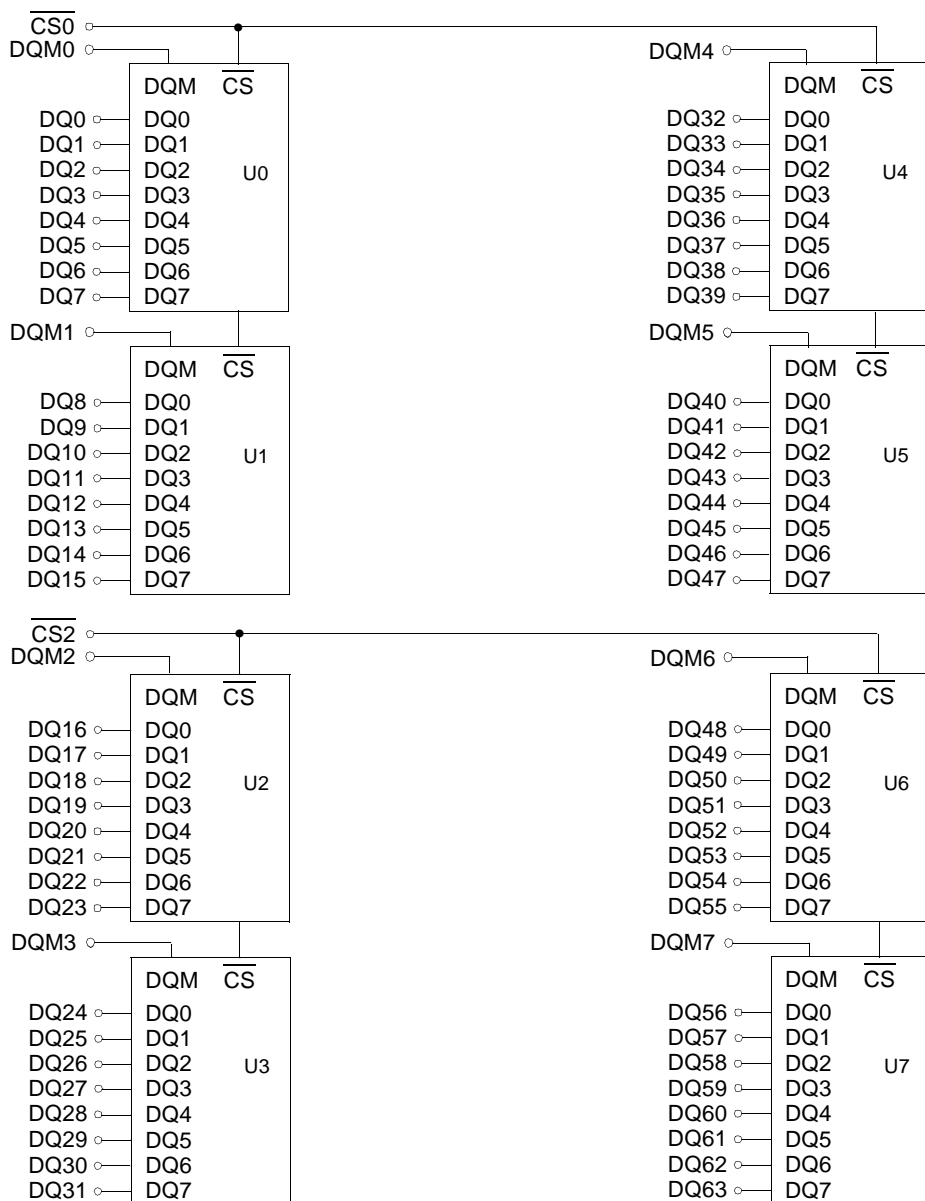 CS0
DQM0
DQM CS
DQ0 DQ0
DQ1 DQ1
DQ2 DQ2
U0
DQ3 DQ3
DQ4 DQ4
DQ5 DQ5
DQ6 DQ6
DQ7 DQ7
DQM1
DQM CS
DQ8 DQ0
DQ9 DQ1
DQ10 DQ2
U1
DQ11 DQ3
DQ12 DQ4
DQ13 DQ5
DQ14 DQ6
DQ15 DQ7
DQM4
DQM CS
DQ32 DQ0
DQ33 DQ1
DQ34 DQ2
U4
DQ35 DQ3
DQ36 DQ4
DQ37 DQ5
DQ38 DQ6
DQ39 DQ7
DQM5
DQM CS
DQ40 DQ0
DQ41 DQ1
DQ42 DQ2
U5
DQ43 DQ3
DQ44 DQ4
DQ45 DQ5
DQ46 DQ6
DQ47 DQ7
CS2
DQM2
DQM CS
DQ16 DQ0
DQ17 DQ1
DQ18 DQ2
U2
DQ19 DQ3
DQ20 DQ4
DQ21 DQ5
DQ22 DQ6
DQ23 DQ7
DQM3
DQM CS
DQ24 DQ0
DQ25 DQ1
DQ26 DQ2
U3
DQ27 DQ3
DQ28 DQ4
DQ29 DQ5
DQ30 DQ6
DQ31 DQ7
DQM6
DQM CS
DQ48 DQ0
DQ49 DQ1
DQ50 DQ2
U6
DQ51 DQ3
DQ52 DQ4
DQ53 DQ5
DQ54 DQ6
DQ55 DQ7
DQM7
DQM CS
DQ56 DQ0
DQ57 DQ1
DQ58 DQ2
U7
DQ59 DQ3
DQ60 DQ4
DQ61 DQ5
DQ62 DQ6
DQ63 DQ7